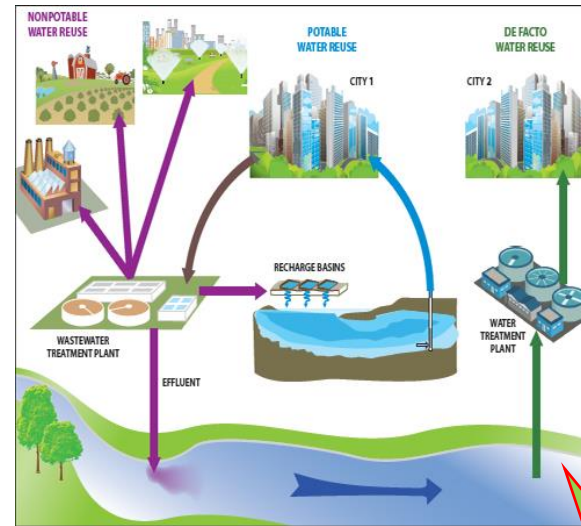 NONPOTABLE
WATER REUSE
POTABLE
WATER REUSE
DE FACTO
WATER REUSE
CITY 1
CITY 2
RECHARGE BASINS
WASTEWATER
TREATMENT PLANT
WATER
TREATMENT
PLANT
EFFLUENT